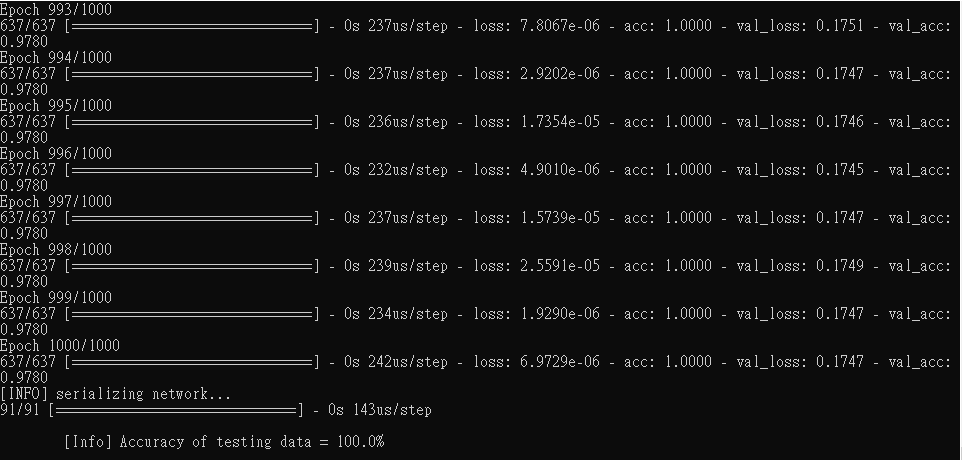 Epoch 993/1000
637/637 [==============================] - 0s 237us/step - loss: 7.8067e-06 - acc: 1.0000 - val_loss: 0.1751 - val_acc:
0.9780
Epoch 994/1000
637/637 [==============================] - 0s 237us/step - loss: 2.9202e-06 - acc: 1.0000 - val_loss: 0.1747 - val_acc:
0.9780
Epoch 995/1000
637/637 [==============================] - 0s 236us/step - loss: 1.7354e-05 - acc: 1.0000 - val_loss: 0.1746 - val_acc:
0.9780
Epoch 996/1000
637/637 [==============================] - 0s 232us/step - loss: 4.9010e-06 - acc: 1.0000 - val_loss: 0.1745 - val_acc:
0.9780
Epoch 997/1000
637/637 [==============================] - 0s 237us/step - loss: 1.5739e-05 - acc: 1.0000 - val_loss: 0.1747 - val_acc:
0.9780
Epoch 998/1000
637/637 [==============================] - 0s 239us/step - loss: 2.5591e-05 - acc: 1.0000 - val_loss: 0.1749 - val_acc:
0.9780
Epoch 999/1000
637/637 [==============================] - 0s 234us/step - loss: 1.9290e-06 - acc: 1.0000 - val_loss: 0.1747 - val_acc:
0.9780
Epoch 1000/1000
637/637 [==============================] - 0s 242us/step - loss: 6.9729e-06 - acc: 1.0000 - val_loss: 0.1747 - val_acc:
0.9780
[INFO] serializing network...
91/91 [==============================] - 0s 143us/step
[Info] Accuracy of testing data = 100.0%